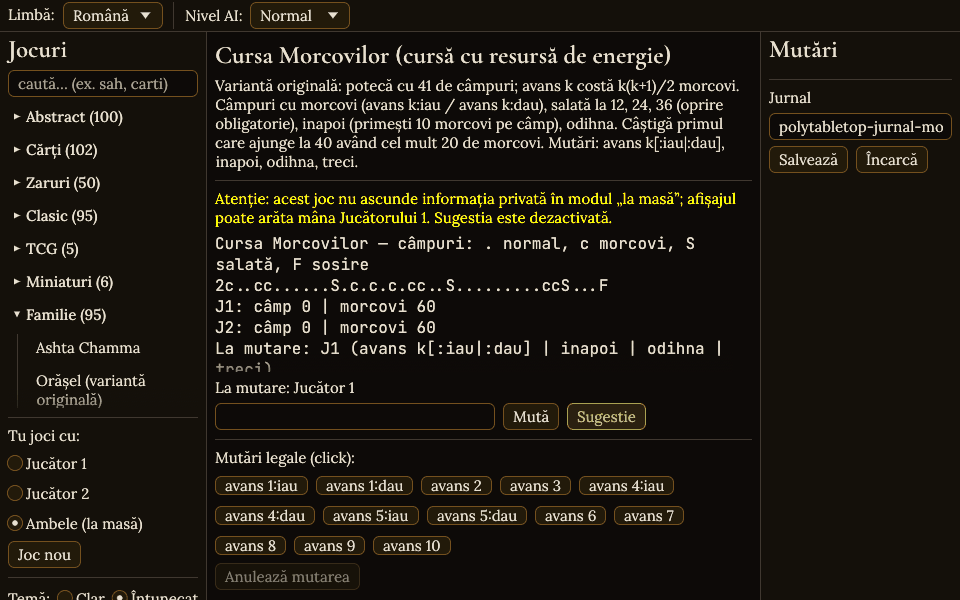 Limbă: Română ▼ Nivel AI: Normal ▼
Jocuri
caută... (ex. sah, carti)
▸ Abstract (100)
▸ Cărți (102)
▸ Zaruri (50)
▸ Clasic (95)
▸ TCG (5)
▸ Miniaturi (6)
▾ Familie (95)
Ashta Chamma
Orășel (variantă
originală)
Tu joci cu:
Jucător 1
Jucător 2
Ambele (la masă)
Joc nou
Temă: Clar Întunecat
Cursa Morcovilor (cursă cu resursă de energie)
Variantă originală: potecă cu 41 de câmpuri; avans k costă k(k+1)/2 morcovi.
Câmpuri cu morcovi (avans k:iau / avans k:dau), salată la 12, 24, 36 (oprire
obligatorie), inapoi (primești 10 morcovi pe câmp), odihna. Câștigă primul
care ajunge la 40 având cel mult 20 de morcovi. Mutări: avans k[:iau|:dau],
inapoi, odihna, treci.
Atenție: acest joc nu ascunde informația privată în modul „la masă”; afișajul
poate arăta mâna Jucătorului 1. Sugestia este dezactivată.
Cursa Morcovilor — câmpuri: . normal, c morcovi, S
salată, F sosire
2c..cc......S.c.c.c.cc..S.........ccS...F
J1: câmp 0 | morcovi 60
J2: câmp 0 | morcovi 60
La mutare: J1 (avans k[:iau|:dau] | inapoi | odihna |
treci)
La mutare: Jucător 1
Mută Sugestie
Mutări legale (click):
avans 1:iau avans 1:dau avans 2 avans 3 avans 4:iau
avans 4:dau avans 5:iau avans 5:dau avans 6 avans 7
avans 8 avans 9 avans 10
Anulează mutarea
Mutări
Jurnal
polytabletop-jurnal-mo
Salvează Încarcă